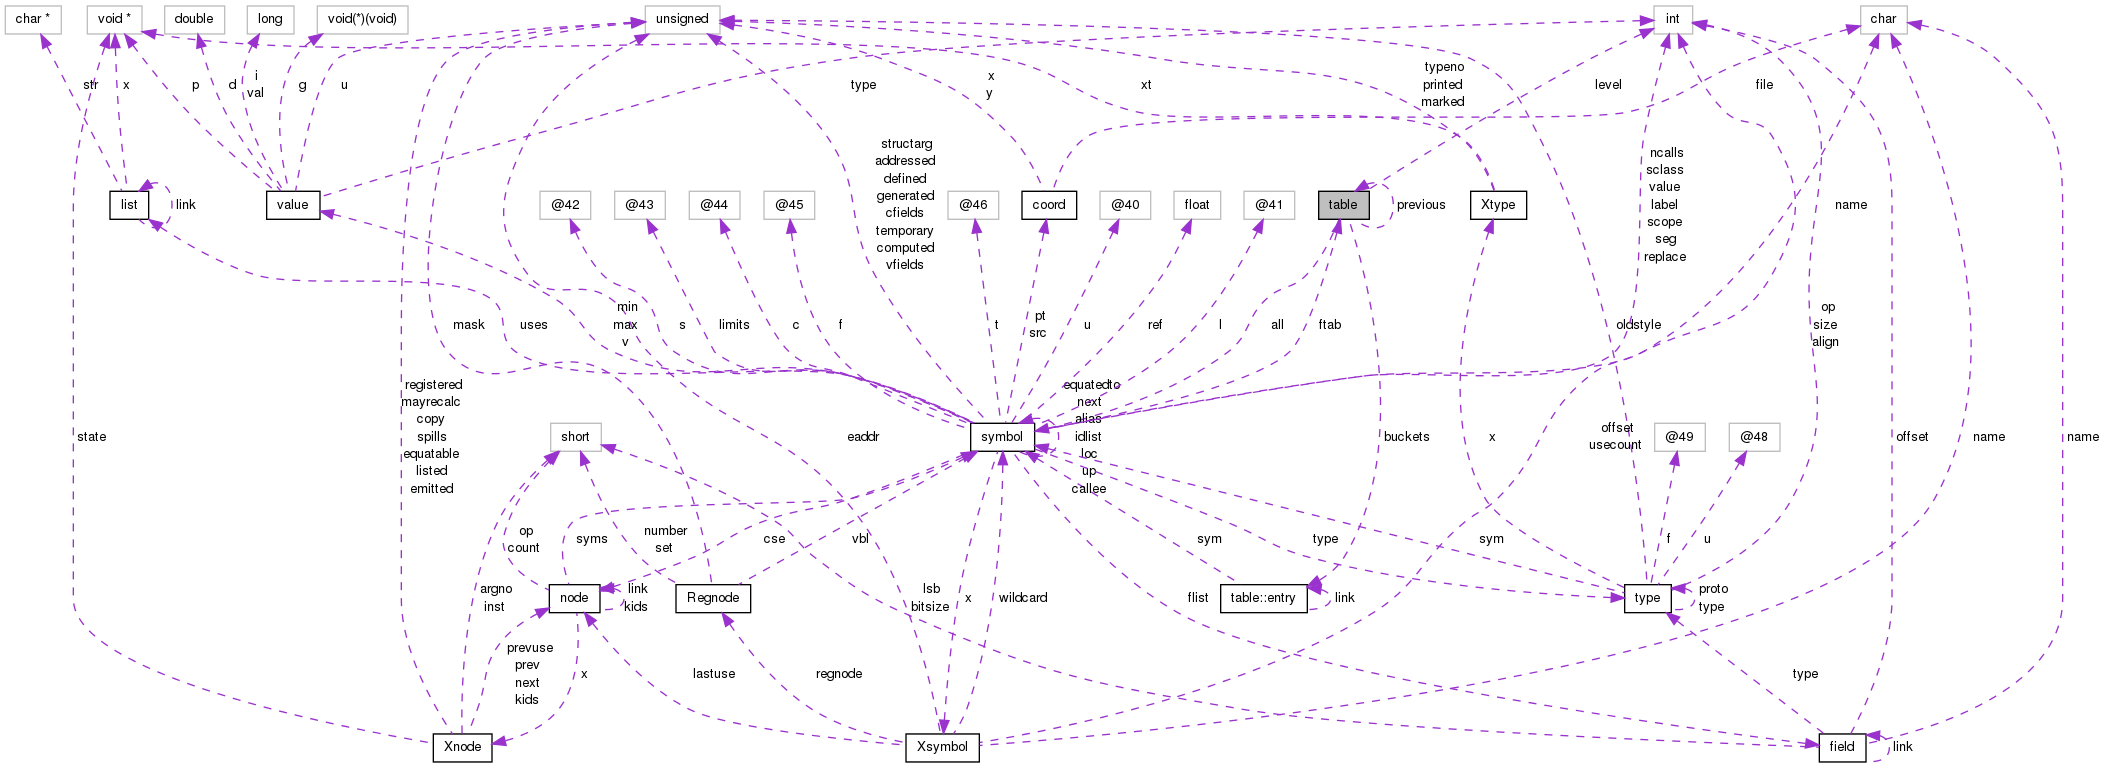 char *
void *
double
long
void(*)(void)
unsigned
int
char
str
x
p
d
i
val
g
u
type
x
y
xt
typeno
printed
marked
level
file
structarg
addressed
defined
generated
cfields
temporary
computed
vfields
ncalls
sclass
value
label
scope
seg
replace
name
list
link
value
@42
@43
@44
@45
@46
coord
@40
float
@41
table
previous
Xtype
mask
uses
min
max
v
s
limits
c
f
t
pt
src
u
ref
l
all
ftab
oldstyle
op
size
align
registered
mayrecalc
copy
spills
equatable
listed
emitted
state
short
eaddr
symbol
equatedto
next
alias
idlist
loc
up
callee
buckets
x
offset
usecount
@49
@48
offset
name
name
op
count
syms
number
set
cse
vbl
sym
type
sym
f
u
argno
inst
node
link
kids
Regnode
lsb
bitsize
x
wildcard
flist
table::entry
link
type
proto
type
prevuse
prev
next
kids
x
lastuse
regnode
type
Xnode
Xsymbol
field
link